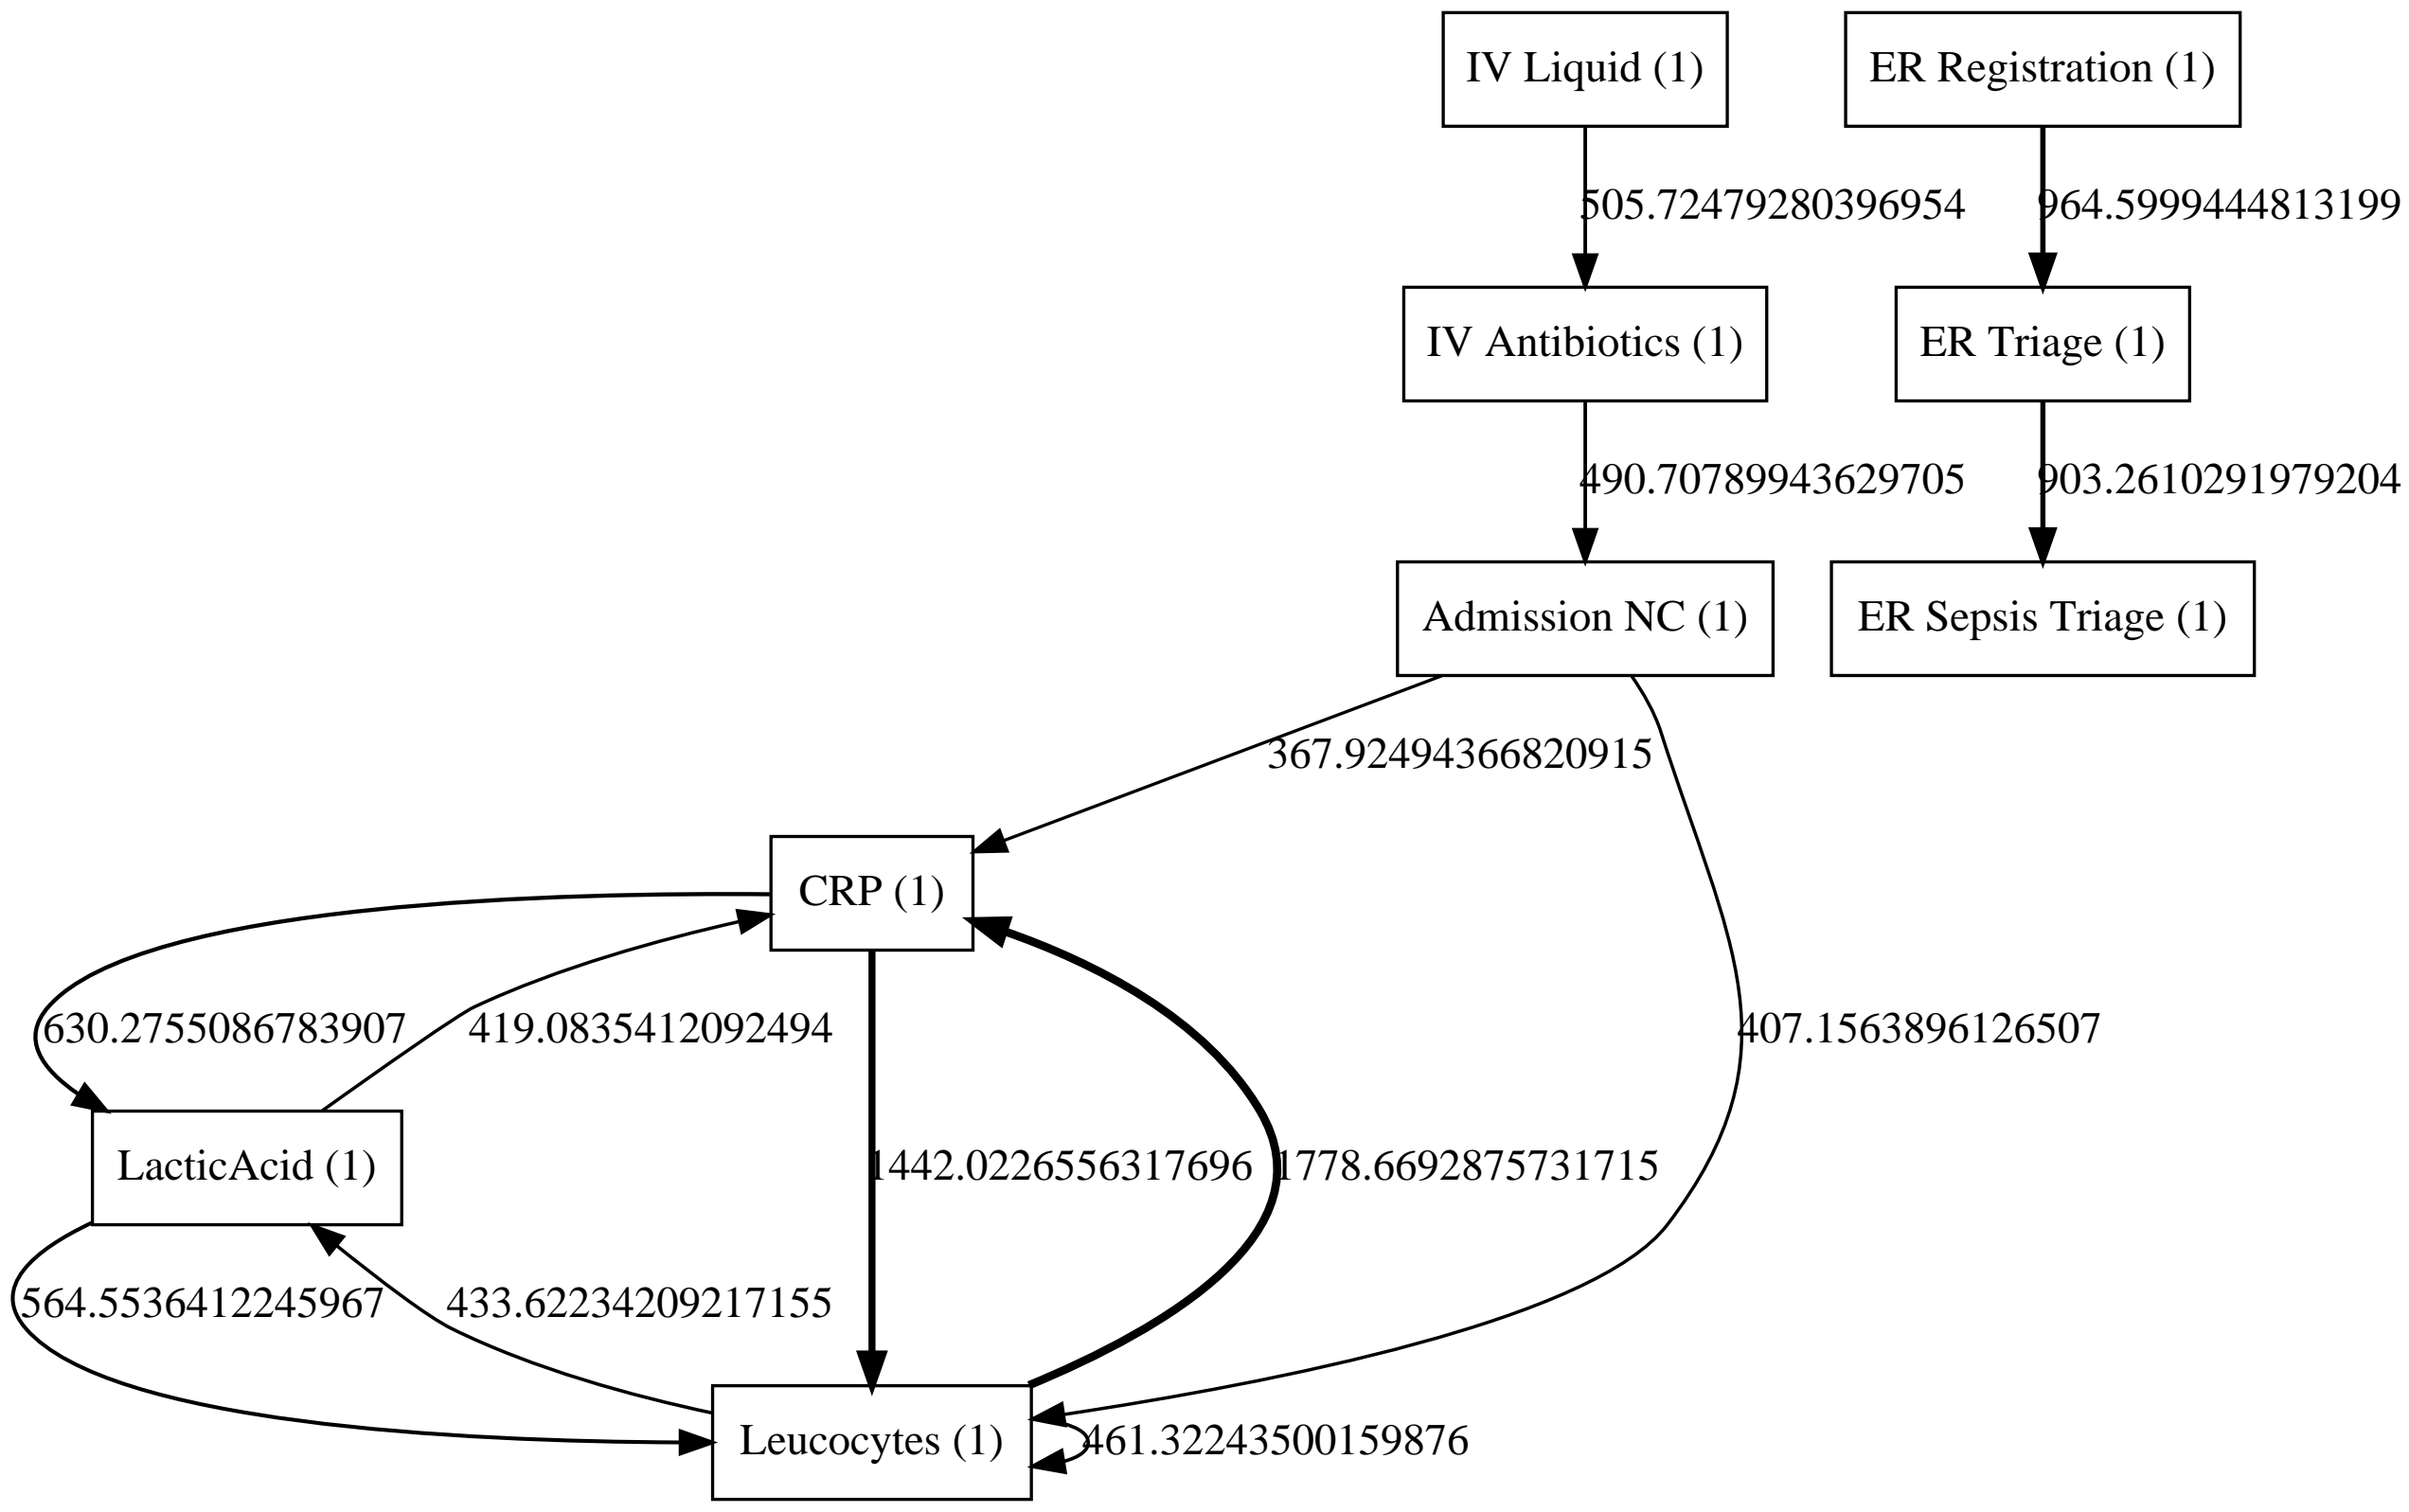 IV Liquid (1)
ER Registration (1)
505.72479280396954
964.5999444813199
IV Antibiotics (1)
ER Triage (1)
490.70789943629705
903.2610291979204
Admission NC (1)
ER Sepsis Triage (1)
367.92494366820915
CRP (1)
630.2755086783907
419.0835412092494
407.1563896126507
LacticAcid (1)
1442.0226556317696
1778.6692875731715
564.5536412245967
433.62234209217155
Leucocytes (1)
461.32243500159876